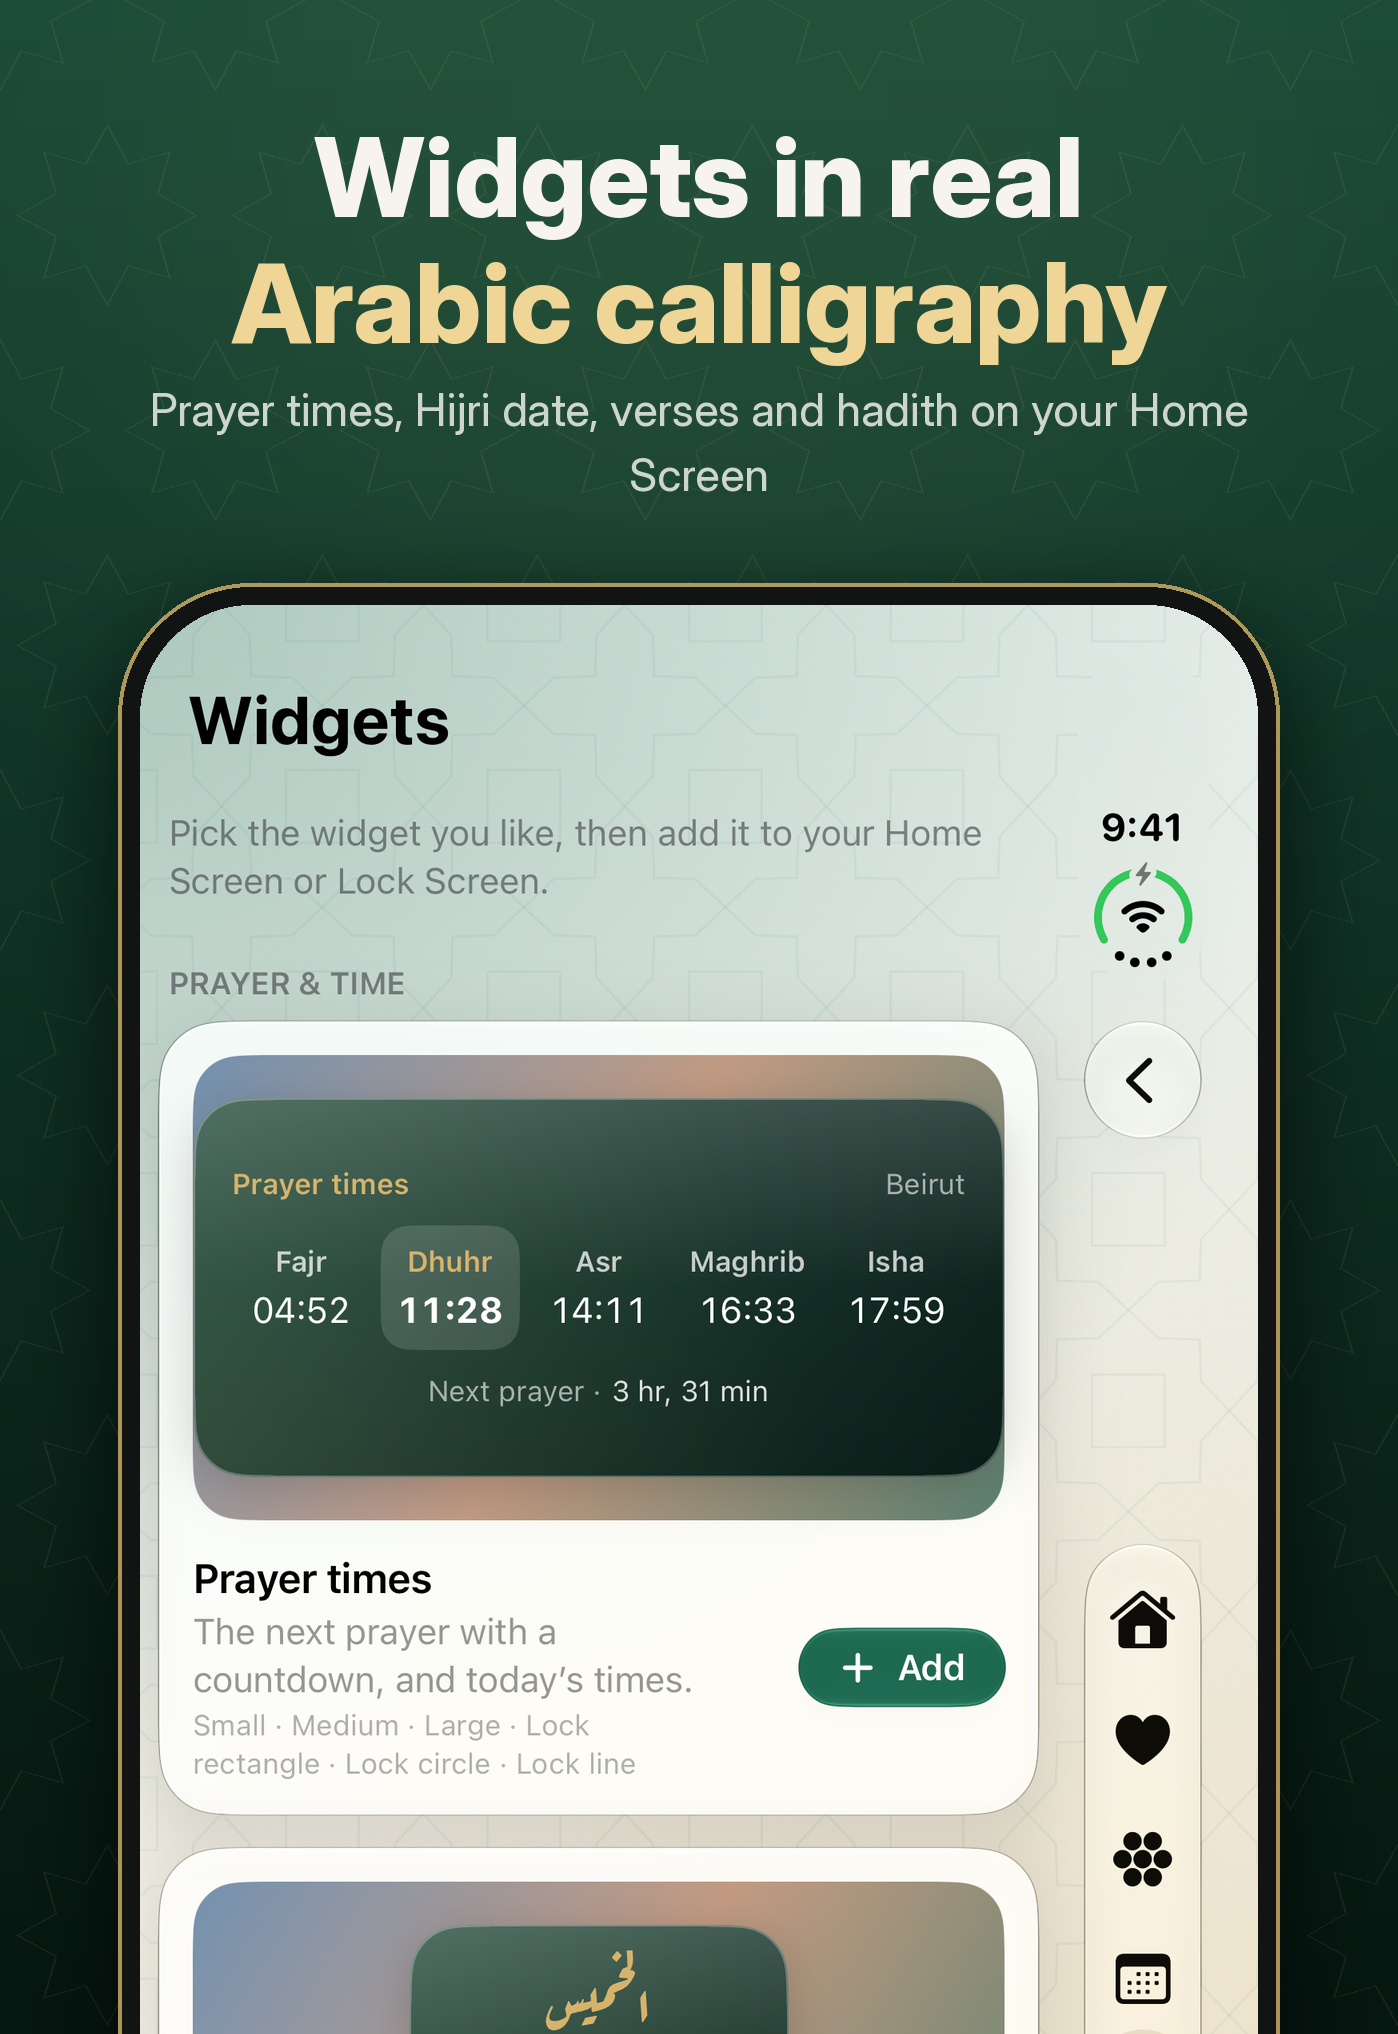 Widgets in real
Arabic calligraphy
Prayer times, Hijri date, verses and hadith on your Home
Screen
Widgets
Pick the widget you like, then add it to your Home
Screen or Lock Screen.
9:41
PRAYER & TIME
Prayer times
Beirut
Fajr Dhuhr Asr Maghrib Isha
04:52 11:28 14:11 16:33 17:59
Next prayer · 3 hr, 31 min
Prayer times
The next prayer with a
countdown, and today’s times.
Small · Medium · Large · Lock
rectangle · Lock circle · Lock line
+ Add
الخميس